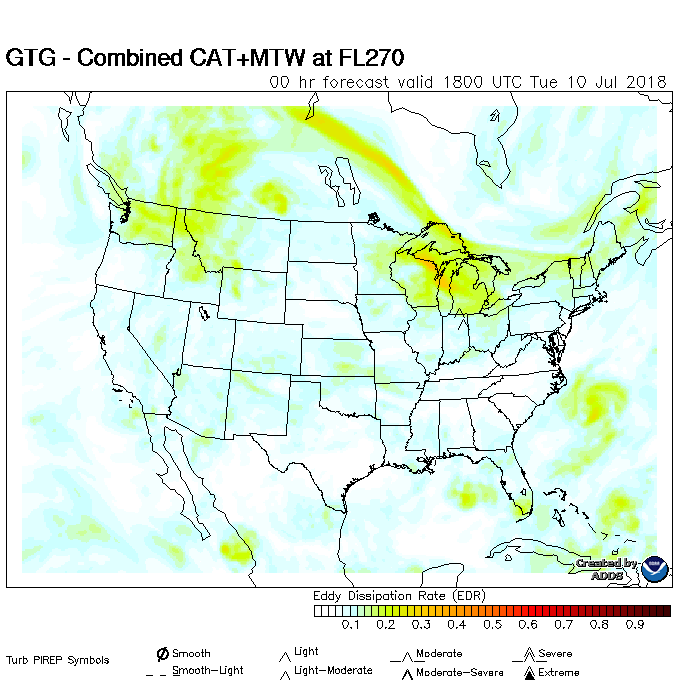 GTG - Combined CAT+MTW at FL270
00 hr forecast valid 1800 UTC Tue 10 Jul 2018
Created by
ADDS
Eddy Dissipation Rate (EDR)
0.1 0.2 0.3 0.4 0.5 0.6 0.7 0.8 0.9
Turb PIREP Symbols
Smooth Light Moderate Severe
Smooth-Light Light-Moderate Moderate-Severe Extreme